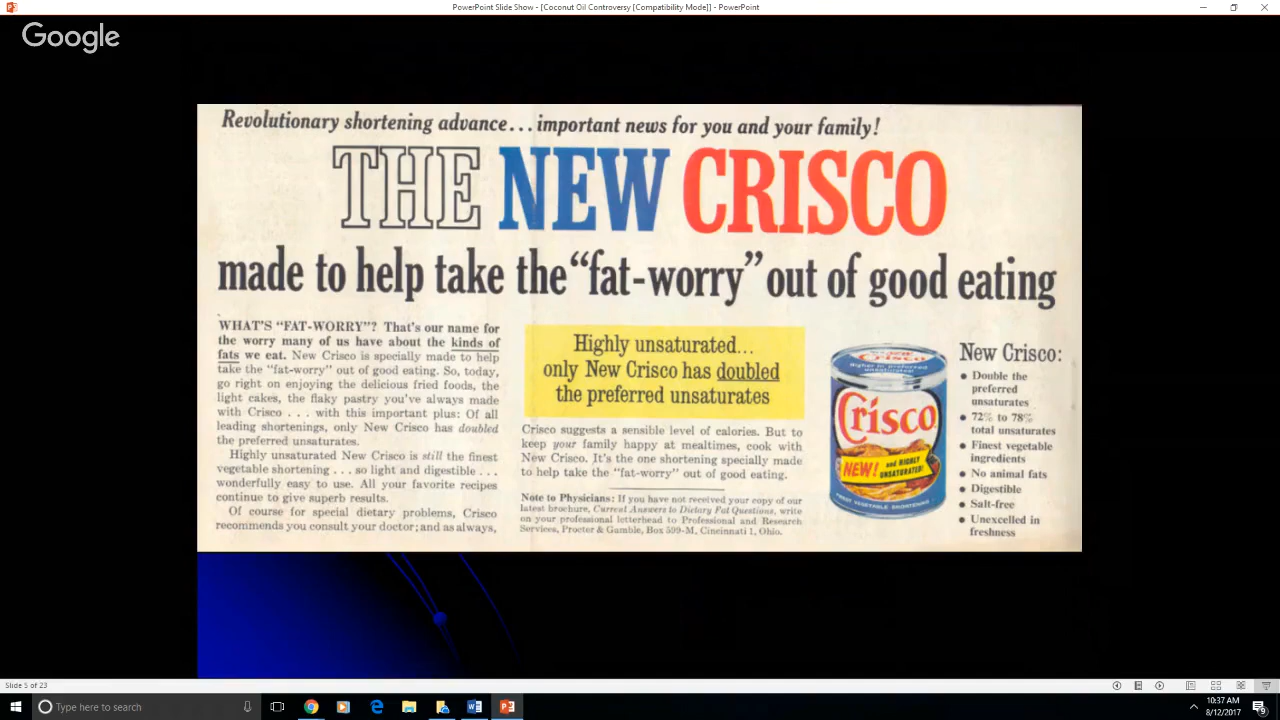 PowerPoint Slide Show - [Coconut Oil Controversy [Compatibility Mode]] - PowerPoint
Google
Revolutionary shortening advance... important news for you and your family!
THE NEW CRISCO
made to help take the “fat-worry” out of good eating
WHAT'S “FAT-WORRY”? That's our name for
the worry many of us have about the kinds of
fats we eat. New Crisco is specially made to help
take the “fat-worry” out of good eating. So, today,
go right on enjoying the delicious fried foods, the
light cakes, the flaky pastry you've always made
with Crisco . . . with this important plus: Of all
leading shortenings, only New Crisco has doubled
the preferred unsaturates.
Highly unsaturated New Crisco is still the finest
vegetable shortening . . . so light and digestible . . .
wonderfully easy to use. All your favorite recipes
continue to give superb results.
Of course for special dietary problems, Crisco
recommends you consult your doctor; and as always,
Highly unsaturated...
only New Crisco has doubled
the preferred unsaturates
Crisco suggests a sensible level of calories. But to
keep your family happy at mealtimes, cook with
New Crisco. It's the one shortening specially made
to help take the “fat-worry” out of good eating.
Note to Physicians: If you have not received your copy of our
latest brochure, Current Answers to Dietary Fat Questions, write
on your professional letterhead to Professional and Research
Services, Procter & Gamble, Box 599-M, Cincinnati 1, Ohio.
Crisco
Higher in preferred
unsaturates!
Crisco
NEW! and HIGHLY
UNSATURATED!
FINEST VEGETABLE SHORTENING
New Crisco:
• Double the
preferred
unsaturates
• 72% to 78%
total unsaturates
• Finest vegetable
ingredients
• No animal fats
• Digestible
• Salt-free
• Unexcelled in
freshness
Slide 5 of 23
Type here to search
10:37 AM
8/12/2017